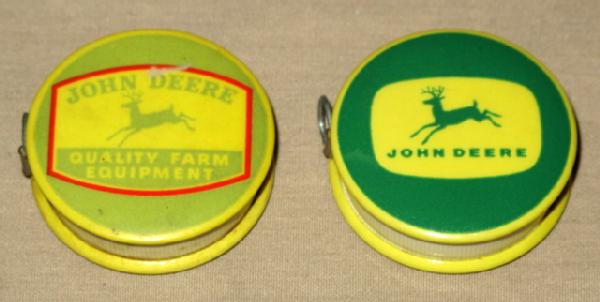 JOHN DEERE
QUALITY FARM
EQUIPMENT
JOHN DEERE